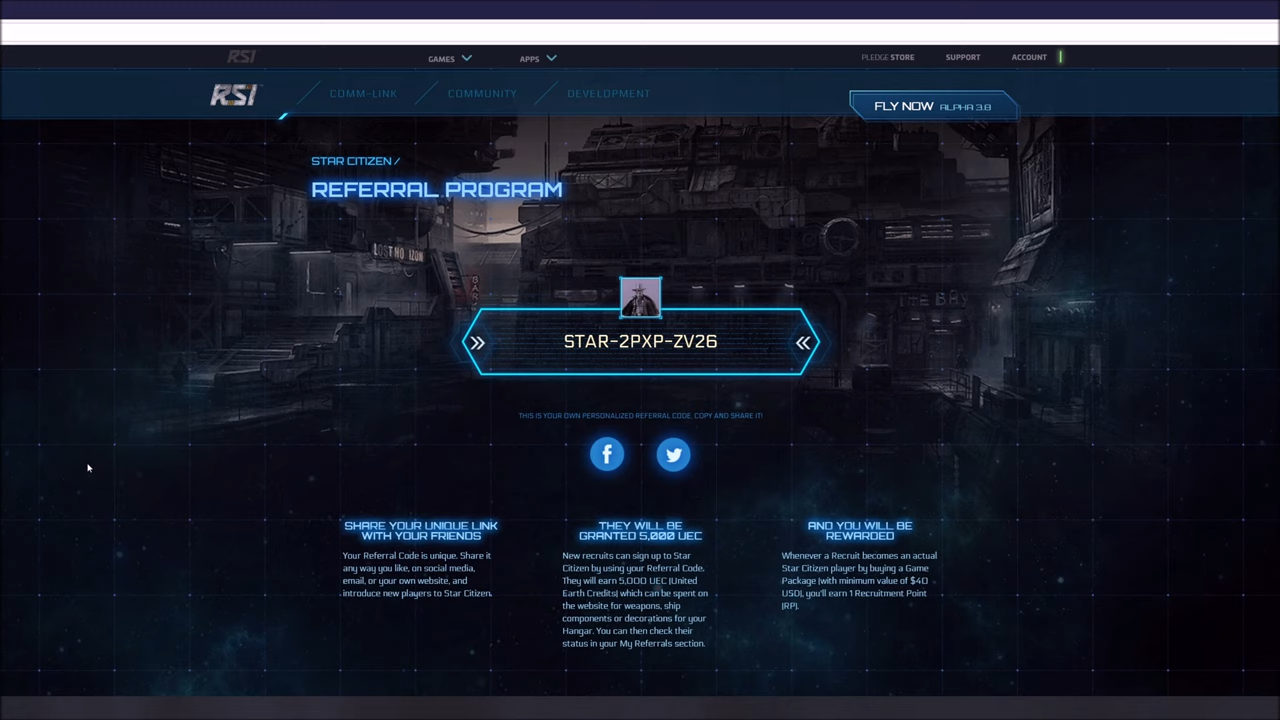 RSI
GAMES
APPS
PLEDGE STORE
SUPPORT
ACCOUNT
RSI
COMM-LINK
COMMUNITY
DEVELOPMENT
FLY NOW ALPHA 3.8
STAR CITIZEN /
REFERRAL PROGRAM
BAR
THE BAY
STAR-2PXP-ZV26
THIS IS YOUR OWN PERSONALIZED REFERRAL CODE, COPY AND SHARE IT!
SHARE YOUR UNIQUE LINK
WITH YOUR FRIENDS
Your Referral Code is unique. Share it
any way you like, on social media,
email, or your own website, and
introduce new players to Star Citizen.
THEY WILL BE
GRANTED 5,000 UEC
New recruits can sign up to Star
Citizen by using your Referral Code.
They will earn 5,000 UEC (United
Earth Credits) which can be spent on
the website for weapons, ship
components or decorations for your
Hangar. You can then check their
status in your My Referrals section.
AND YOU WILL BE
REWARDED
Whenever a Recruit becomes an actual
Star Citizen player by buying a Game
Package (with minimum value of $40
USD), you'll earn 1 Recruitment Point
(RP).